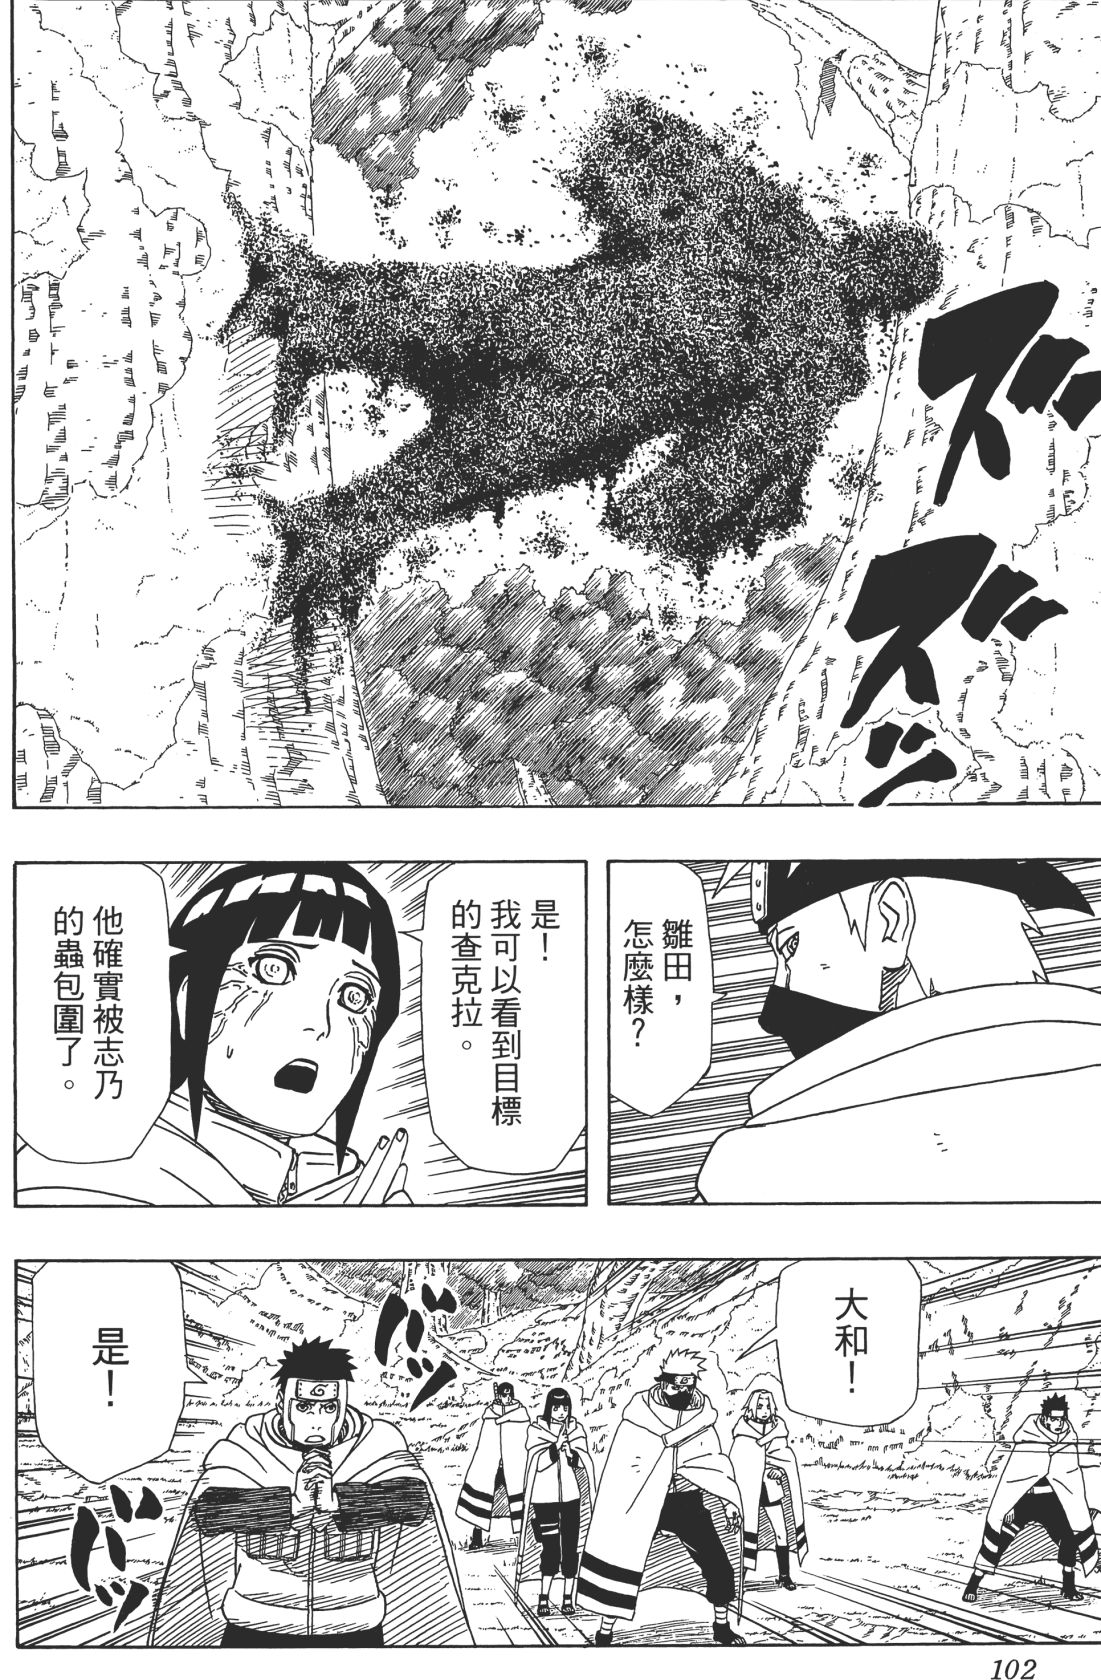 ズズッ
ズズッ
雛田，
怎麼樣？
是！
我可以看到目標
的查克拉。
他確實被志乃
的蟲包圍了。
大和！
バッ
是！
バッ
102